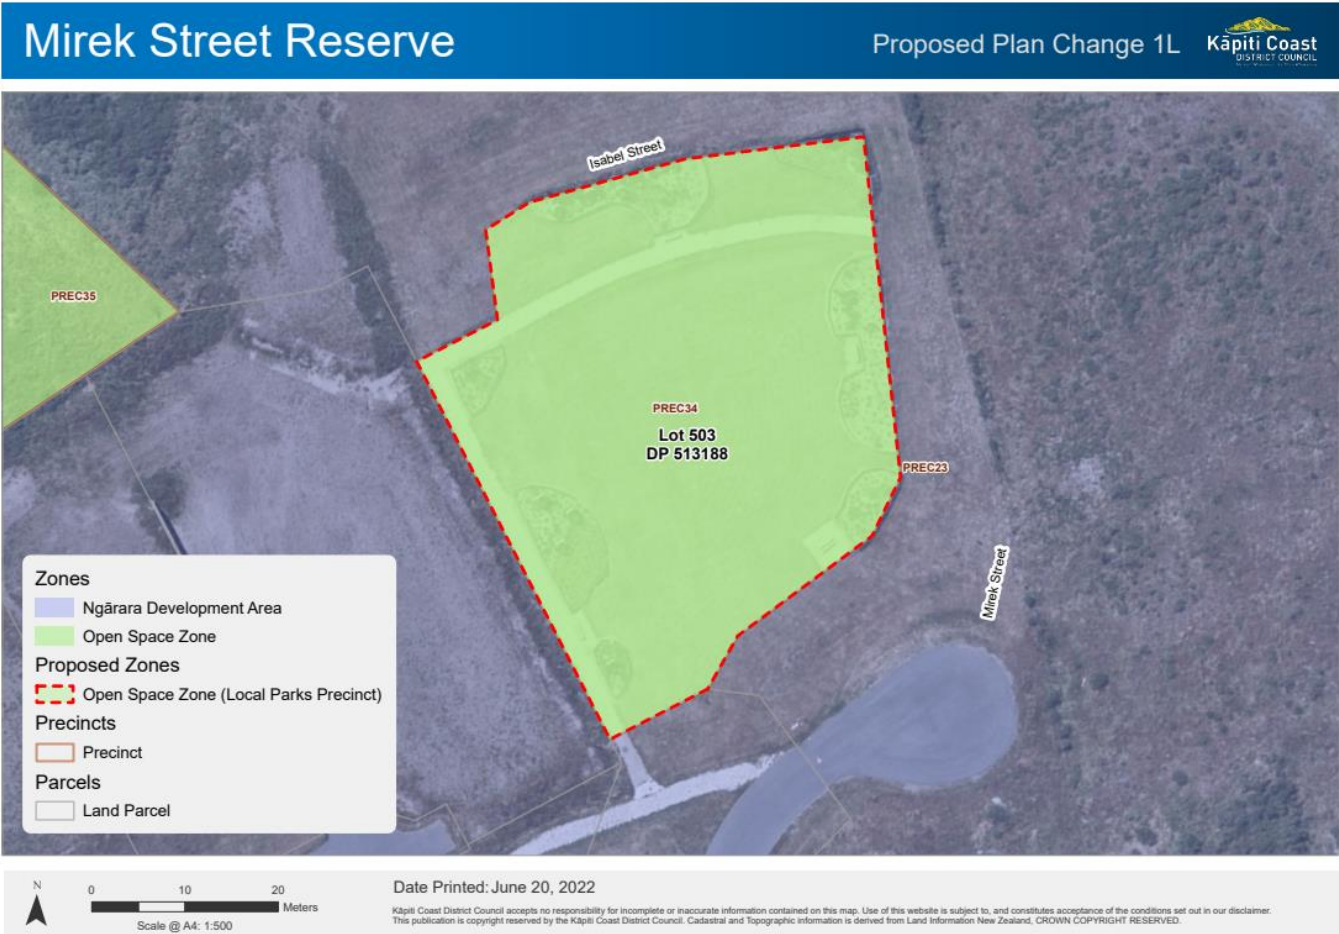 Mirek Street Reserve
Proposed Plan Change 1L
Kāpiti Coast
DISTRICT COUNCIL
Isabel Street
PREC35
PREC34
Lot 503
DP 513188
PREC23
Mirek Street
Zones
Ngārara Development Area
Open Space Zone
Proposed Zones
Open Space Zone (Local Parks Precinct)
Precincts
Precinct
Parcels
Land Parcel
N
0 10 20
Meters
Scale @ A4: 1:500
Date Printed: June 20, 2022
Kāpiti Coast District Council accepts no responsibility for incomplete or inaccurate information contained on this map. Use of this website is subject to, and constitutes acceptance of the conditions set out in our disclaimer.
This publication is copyright reserved by the Kāpiti Coast District Council. Cadastral and Topographic information is derived from Land Information New Zealand, CROWN COPYRIGHT RESERVED.